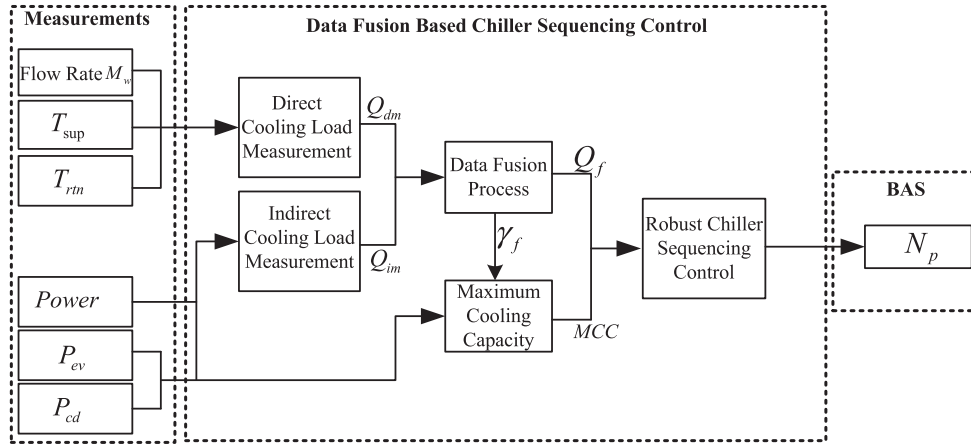 Measurements
Flow Rate M_w
T_sup
T_rtn
Power
P_ev
P_cd
Data Fusion Based Chiller Sequencing Control
Direct
Cooling Load
Measurement
Q_dm
Indirect
Cooling Load
Measurement
Q_im
Data Fusion
Process
Q_f
γ_f
Maximum
Cooling
Capacity
MCC
Robust Chiller
Sequencing
Control
BAS
N_p